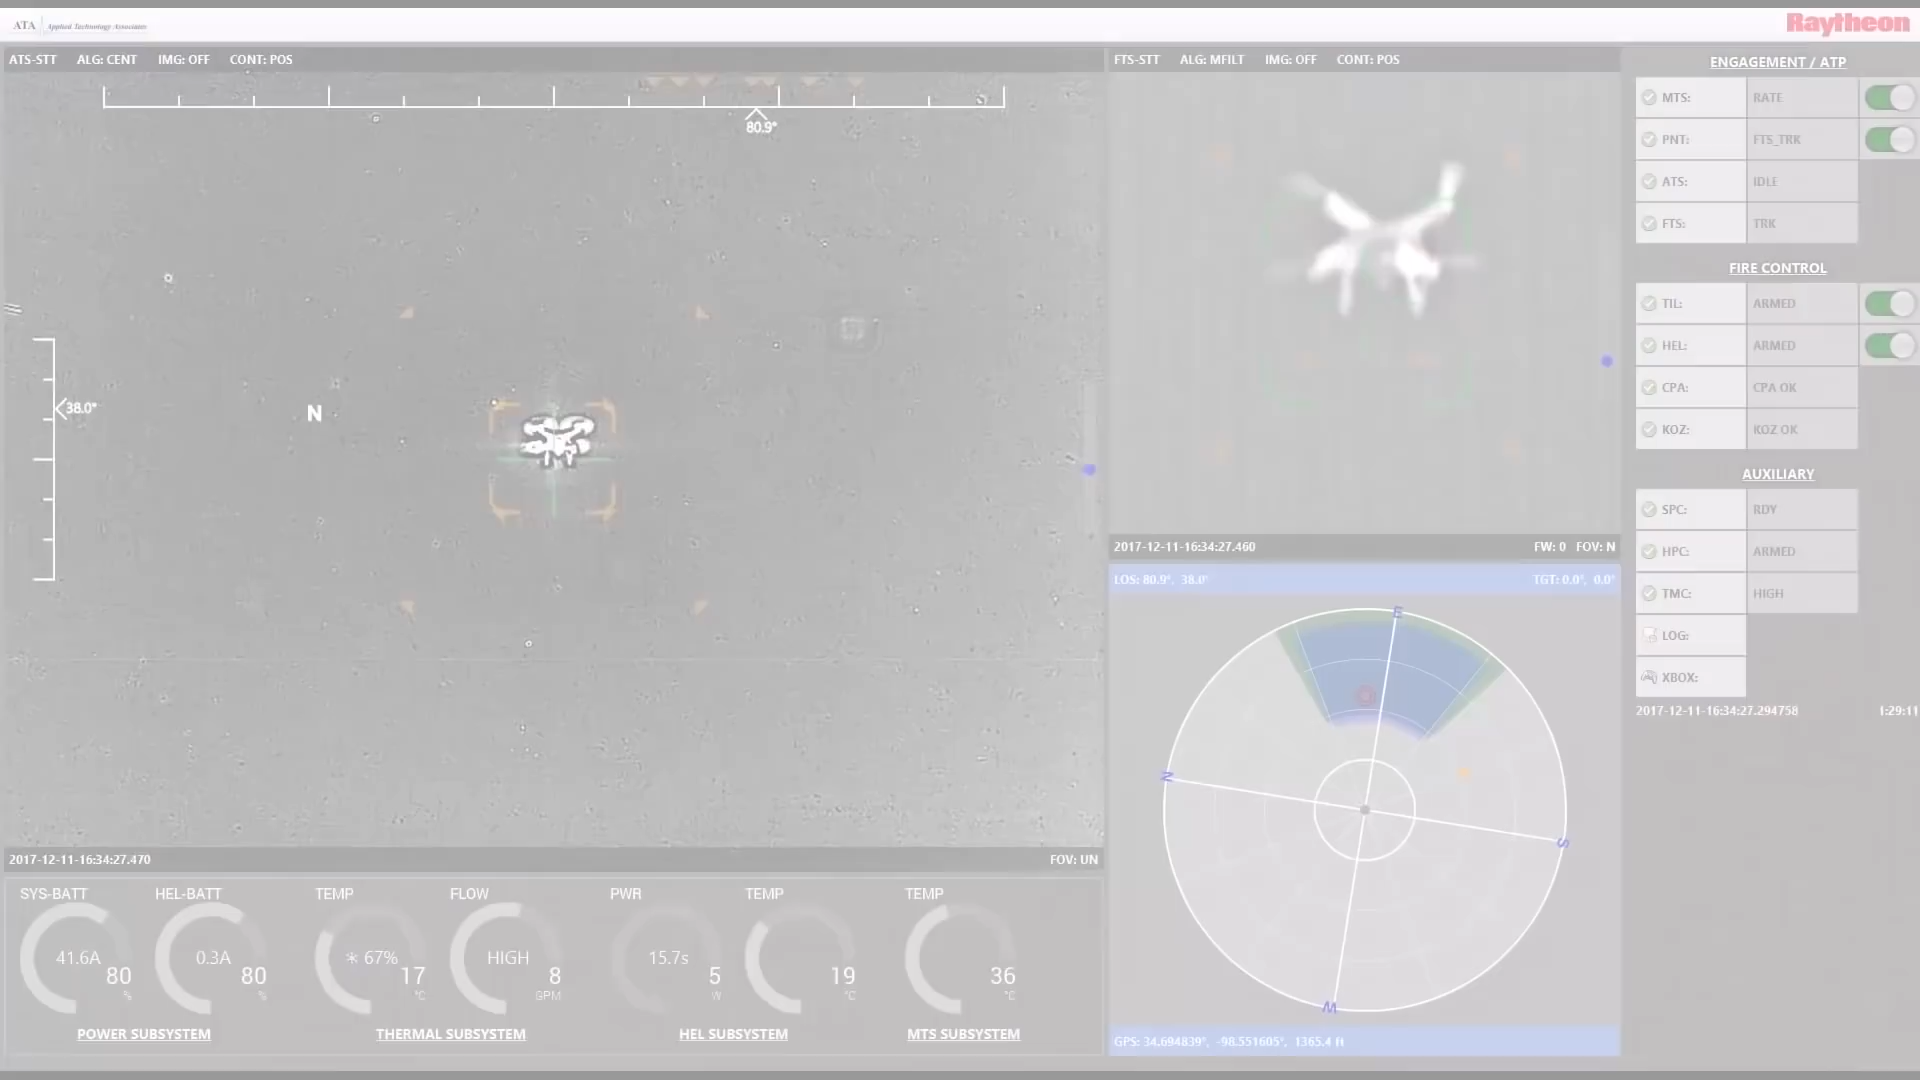 ATA Applied Technology Associates
Raytheon
ATS-STT ALG: CENT IMG: OFF CONT: POS
80.9°
38.0°
N
2017-12-11-16:34:27.470 FOV: UN
FTS-STT ALG: MFILT IMG: OFF CONT: POS
2017-12-11-16:34:27.460 FW: 0 FOV: N
LOS: 80.9°, 38.0° TGT: 0.0°, 0.0°
E
N
S
W
GPS: 34.694839°, -98.551605°, 1365.4 ft
ENGAGEMENT / ATP
MTS: RATE
PNT: FTS_TRK
ATS: IDLE
FTS: TRK
FIRE CONTROL
TIL: ARMED
HEL: ARMED
CPA: CPA OK
KOZ: KOZ OK
AUXILIARY
SPC: RDY
HPC: ARMED
TMC: HIGH
LOG:
XBOX:
2017-12-11-16:34:27.294758 1:29:11
SYS-BATT HEL-BATT TEMP FLOW PWR TEMP TEMP
41.6A 0.3A 67% HIGH 15.7s
80 80 17 8 5 19 36
% % °C GPM W °C °C
POWER SUBSYSTEM THERMAL SUBSYSTEM HEL SUBSYSTEM MTS SUBSYSTEM